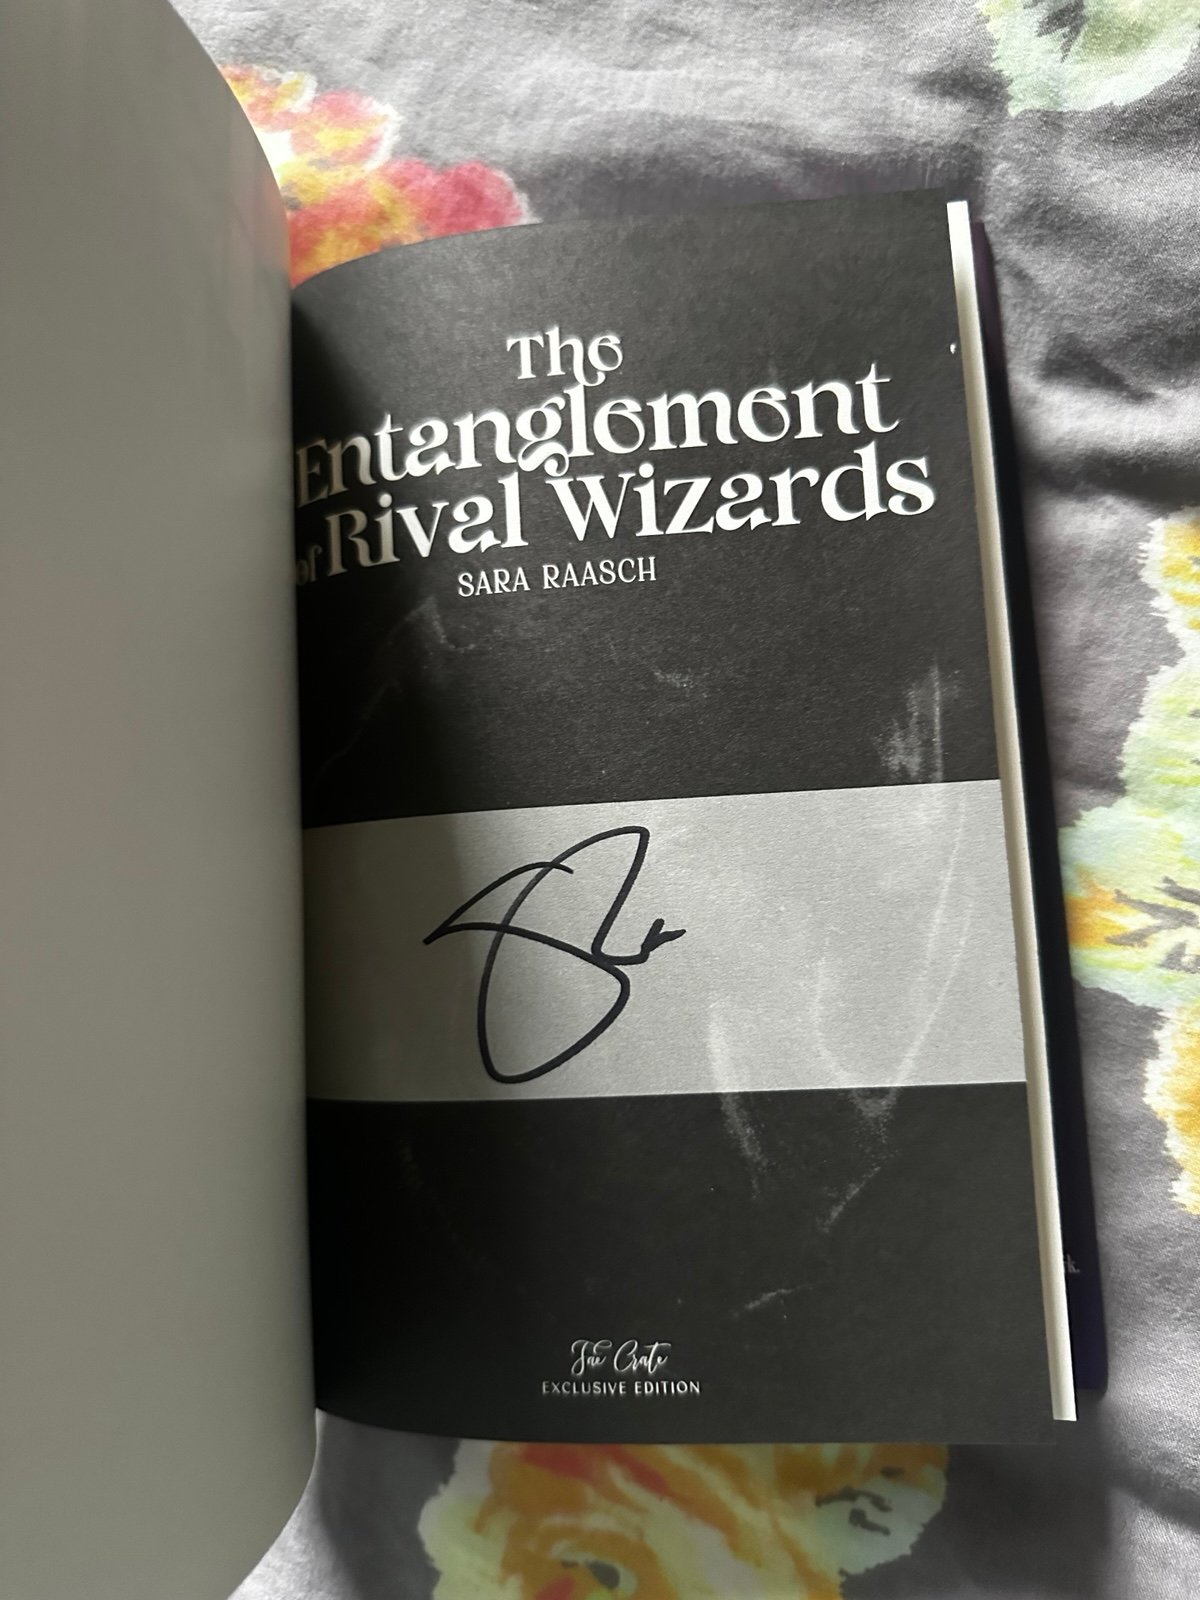 The
Entanglement
of Rival Wizards
SARA RAASCH
Fae Crate
EXCLUSIVE EDITION